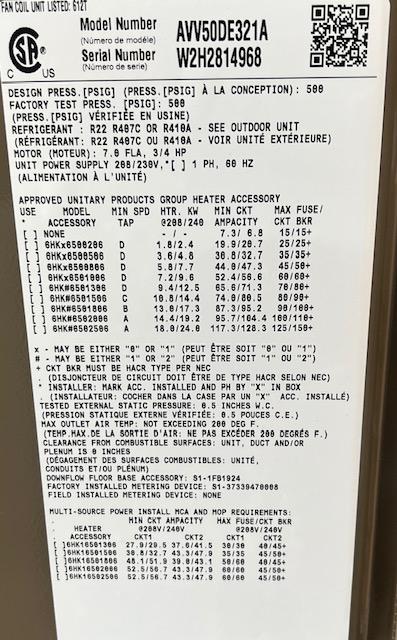 FAN COIL UNIT LISTED: 612T
Model Number AVV50DE321A
(Número de modèle)
Serial Number W2H2814968
(Número de serie)
CSA
C US
DESIGN PRESS.[PSIG] (PRESS.[PSIG] À LA CONCEPTION): 500
FACTORY TEST PRESS.[PSIG]: 500
(PRESS.[PSIG] VÉRIFIÉE EN USINE)
REFRIGERANT : R22 R407C OR R410A - SEE OUTDOOR UNIT
(RÉFRIGÉRANT: R22 R407C OU R410A - VOIR UNITÉ EXTÉRIEURE)
MOTOR (MOTEUR): 7.0 FLA, 3/4 HP
UNIT POWER SUPPLY 208/230V,*[ ] 1 PH, 60 HZ
(ALIMENTATION À L'UNITÉ)
APPROVED UNITARY PRODUCTS GROUP HEATER ACCESSORY
USE MODEL MIN SPD HTR. KW MIN CKT MAX FUSE/
* ACCESSORY TAP @208/240 AMPACITY CKT BKR
[ ] NONE - / - 7.3/ 6.8 15/15+
[ ] 6HKx6500206 D 1.8/2.4 19.9/20.7 25/25+
[ ] 6HKx6500506 D 3.6/4.8 30.8/32.7 35/35+
[ ] 6HKx6500806 D 5.8/7.7 44.0/47.3 45/50+
[ ] 6HKx6501006 D 7.2/9.6 52.4/56.6 60/60+
[ ] 6HK#6501306 D 9.4/12.5 65.6/71.3 70/80+
[ ] 6HK#6501506 C 10.8/14.4 74.0/80.5 80/90+
[ ] 6HK#6501806 B 13.0/17.3 87.3/95.2 90/100+
[ ] 6HK#6502006 A 14.4/19.2 95.7/104.4 100/110+
[ ] 6HK#6502506 A 18.0/24.0 117.3/128.3 125/150+
x - MAY BE EITHER "0" OR "1" (PEUT ÊTRE SOIT "0" OU "1")
# - MAY BE EITHER "1" OR "2" (PEUT ÊTRE SOIT "1" OU "2")
+ CKT BKR MUST BE HACR TYPE PER NEC
. (DISJONCTEUR DE CIRCUIT DOIT ÊTRE DE TYPE HACR SELON NEC)
* INSTALLER: MARK ACC. INSTALLED AND PH BY "X" IN BOX
. (INSTALLATEUR: COCHER DANS LA CASE PAR UN "X" ACC. INSTALLÉ)
TESTED EXTERNAL STATIC PRESSURE: 0.5 INCHES W.C.
(PRESSION STATIQUE EXTERNE VÉRIFIÉE: 0.5 POUCES C.E.)
MAX OUTLET AIR TEMP: NOT EXCEEDING 200 DEG F.
(TEMP.MAX.DE LA SORTIE D'AIR: NE PAS EXCÉDER 200 DEGRÉS F.)
CLEARANCE FROM COMBUSTIBLE SURFACES: UNIT, DUCT AND/OR
PLENUM IS 0 INCHES
(DÉGAGEMENT DES SURFACES COMBUSTIBLES: UNITÉ,
CONDUITS ET/OU PLÉNUM)
DOWNFLOW FLOOR BASE ACCESSORY: S1-1FB1924
FACTORY INSTALLED METERING DEVICE: S1-37339470008
FIELD INSTALLED METERING DEVICE: NONE
MULTI-SOURCE POWER INSTALL MCA AND MOP REQUIREMENTS:
. MIN CKT AMPACITY MAX FUSE/CKT BKR
. HEATER @208V/240V @208V/240V
. ACCESSORY CKT1 CKT2 CKT1 CKT2
[ ]6HK16501306 27.9/29.5 37.6/41.5 30/30 40/45+
[ ]6HK16501506 30.8/32.7 43.3/47.9 35/35 45/50+
[ ]6HK16501806 48.1/51.9 39.0/43.1 50/60 40/45+
[ ]6HK16502006 52.5/56.7 43.3/47.9 60/60 45/50+
[ ]6HK16502506 52.5/56.7 43.3/47.9 60/60 45/50+